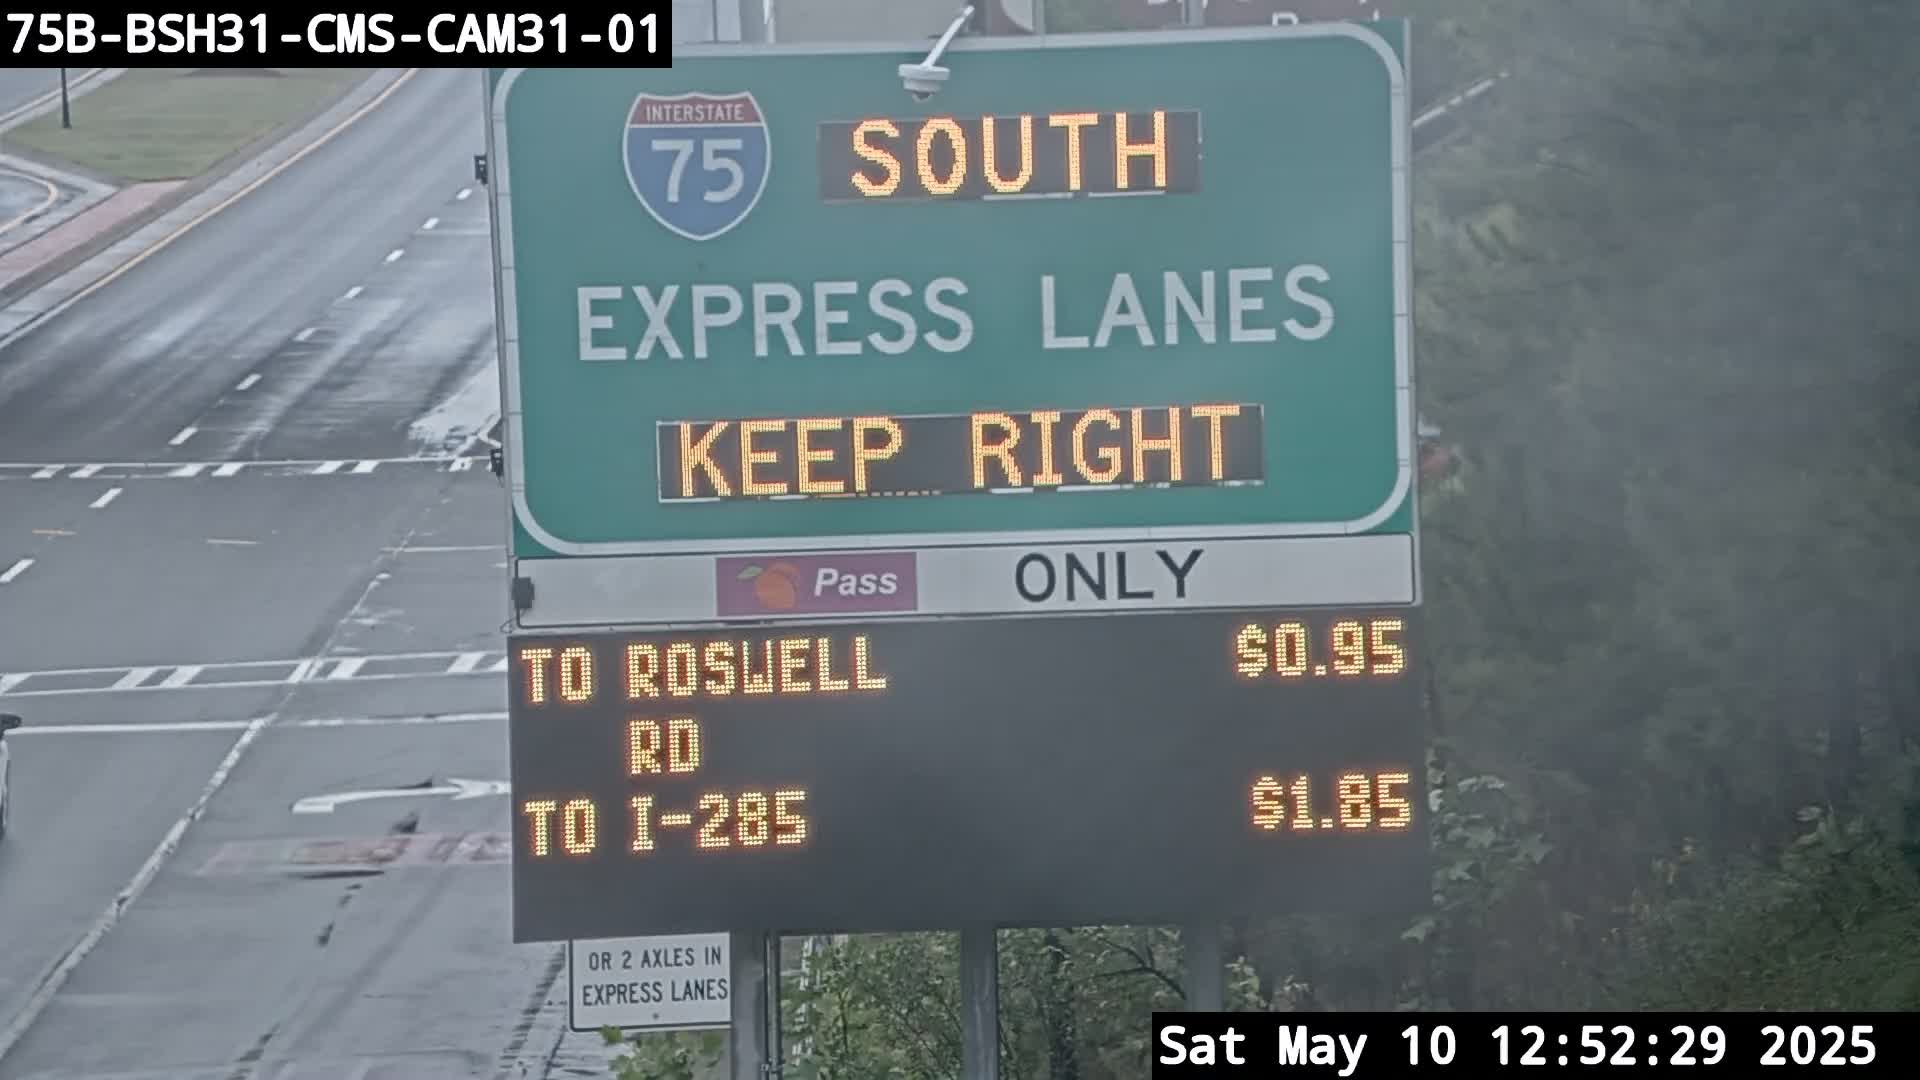 75B-BSH31-CMS-CAM31-01
INTERSTATE
75
SOUTH
EXPRESS LANES
KEEP RIGHT
Pass
ONLY
TO ROSWELL $0.95
RD
TO I-285 $1.85
OR 2 AXLES IN
EXPRESS LANES
Sat May 10 12:52:29 2025